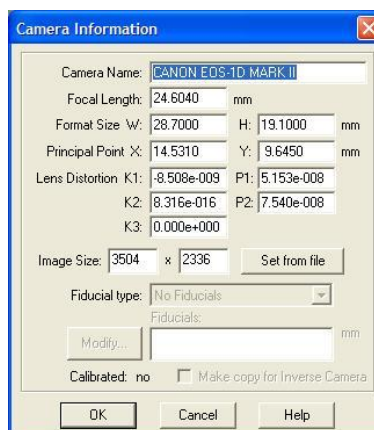 Camera Information
Camera Name: CANON EOS-1D MARK II
Focal Length: 24.6040 mm
Format Size W: 28.7000 H: 19.1000 mm
Principal Point X: 14.5310 Y: 9.6450 mm
Lens Distortion K1: -8.508e-009 P1: 5.153e-008
K2: 8.316e-016 P2: 7.540e-008
K3: 0.000e+000
Image Size: 3504 x 2336 Set from file
Fiducial type: No Fiducials
Fiducials:
Modify... mm
Calibrated: no Make copy for Inverse Camera
OK Cancel Help